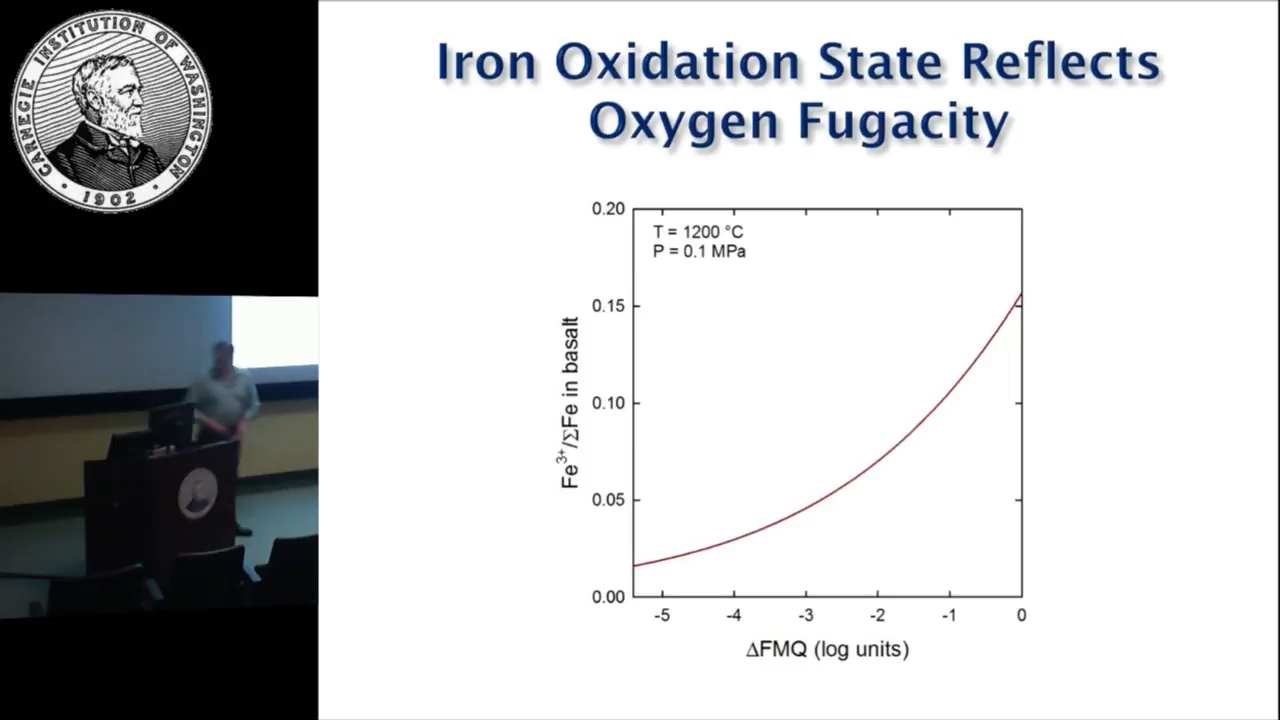 CARNEGIE INSTITUTION OF WASHINGTON
· 1902 ·
Iron Oxidation State Reflects
Oxygen Fugacity
T = 1200 °C
P = 0.1 MPa
0.20
0.15
0.10
0.05
0.00
Fe³⁺/ΣFe in basalt
-5 -4 -3 -2 -1 0
ΔFMQ (log units)